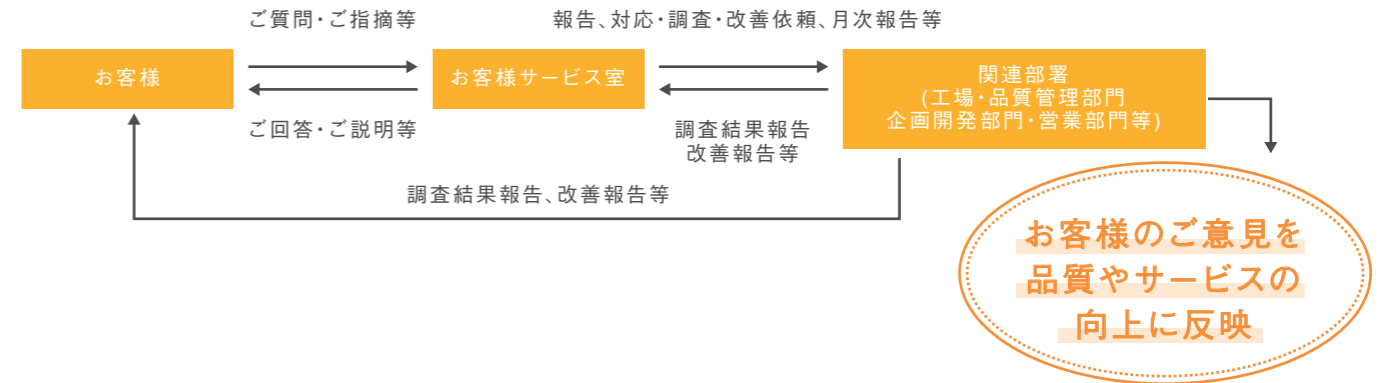 ご質問・ご指摘等
報告、対応・調査・改善依頼、月次報告等
お客様
お客様サービス室
関連部署
(工場・品質管理部門
企画開発部門・営業部門等)
ご回答・ご説明等
調査結果報告
改善報告等
調査結果報告、改善報告等
お客様のご意見を
品質やサービスの
向上に反映